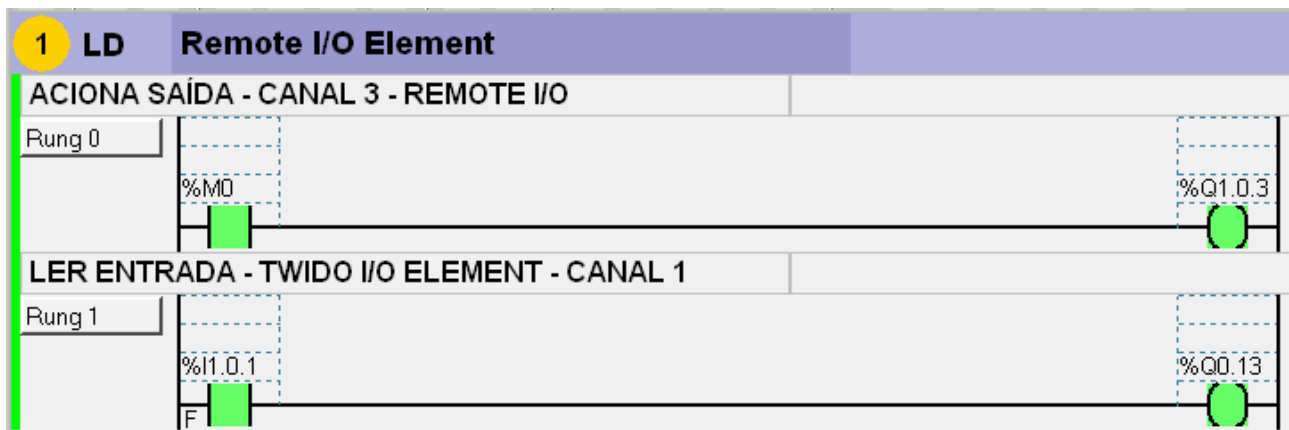 1 LD Remote I/O Element
ACIONA SAÍDA - CANAL 3 - REMOTE I/O
Rung 0
%M0 %Q1.0.3
LER ENTRADA - TWIDO I/O ELEMENT - CANAL 1
Rung 1
%I1.0.1 %Q0.13
F